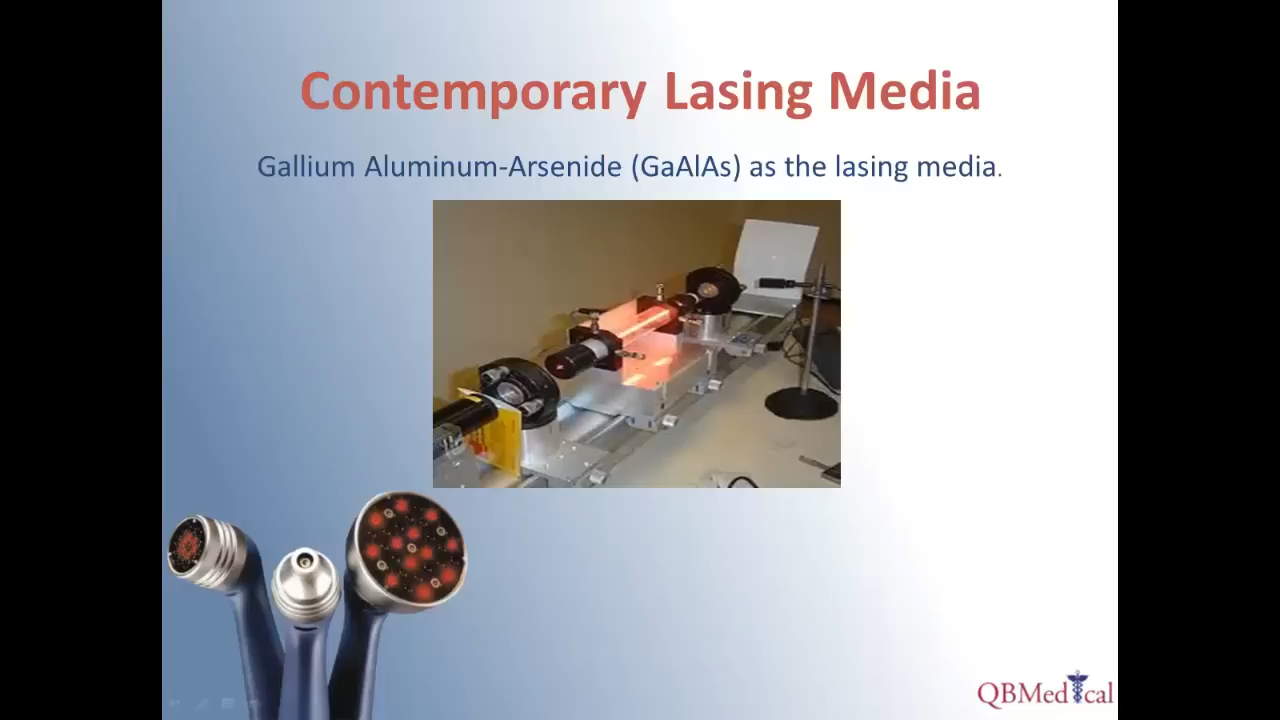 Contemporary Lasing Media
Gallium Aluminum-Arsenide (GaAlAs) as the lasing media.
QBMedical